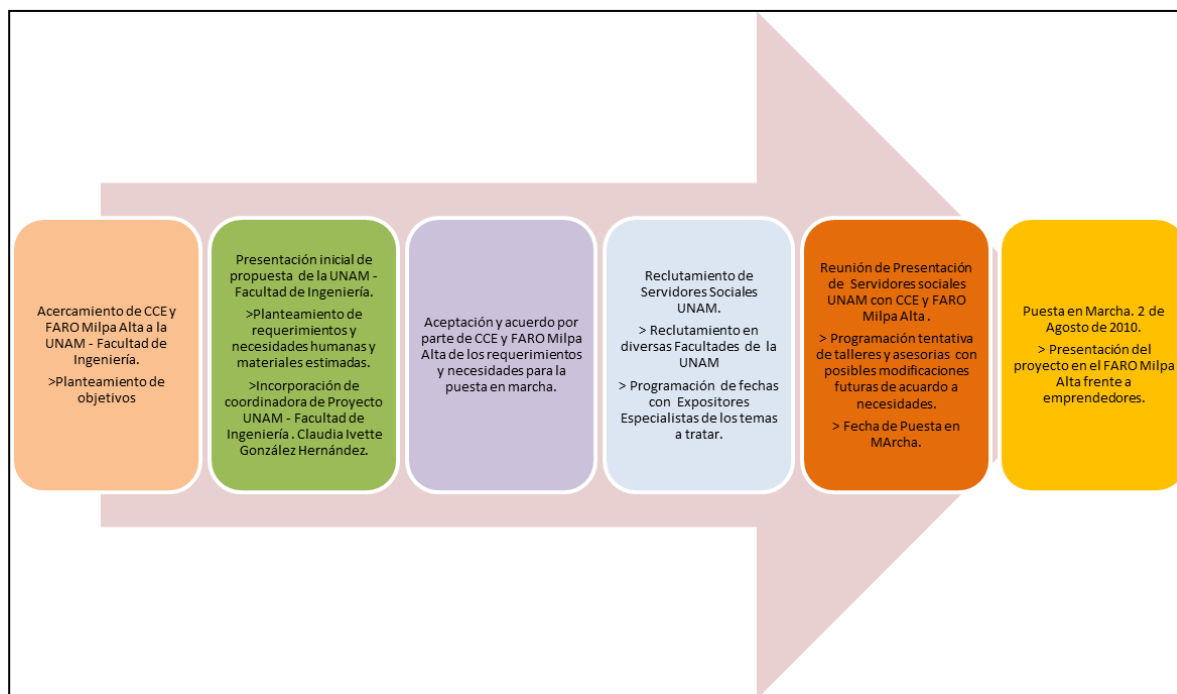 Acercamiento de CCE y
FARO Milpa Alta a la
UNAM - Facultad de
Ingeniería.
>Planteamiento de
objetivos
Presentación inicial de
propuesta de la UNAM -
Facultad de Ingeniería.
>Planteamiento de
requerimientos y
necesidades humanas y
materiales estimadas.
>Incorporación de
coordinadora de Proyecto
UNAM - Facultad de
Ingeniería . Claudia Ivette
González Hernández.
Aceptación y acuerdo por
parte de CCE y FARO Milpa
Alta de los requerimientos
y necesidades para la
puesta en marcha.
Reclutamiento de
Servidores Sociales
UNAM.
> Reclutamiento en
diversas Facultades de la
UNAM
> Programación de fechas
con Expositores
Especialistas de los temas
a tratar.
Reunión de Presentación
de Servidores sociales
UNAM con CCE y FARO
Milpa Alta .
> Programación tentativa
de talleres y asesorias con
posibles modificaciones
futuras de acuerdo a
necesidades.
> Fecha de Puesta en
MArcha.
Puesta en Marcha. 2 de
Agosto de 2010.
> Presentación del
proyecto en el FARO Milpa
Alta frente a
emprendedores.